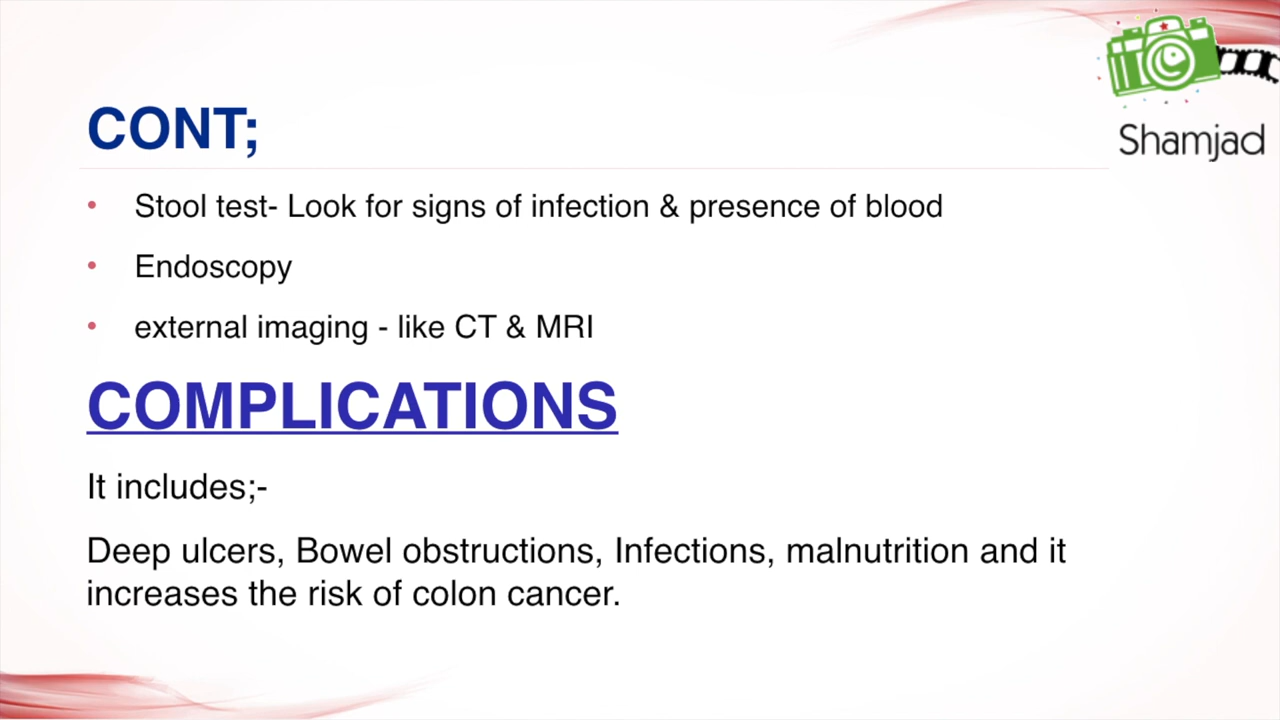 Shamjad
CONT;
• Stool test- Look for signs of infection & presence of blood
• Endoscopy
• external imaging - like CT & MRI
COMPLICATIONS
It includes;-
Deep ulcers, Bowel obstructions, Infections, malnutrition and it
increases the risk of colon cancer.